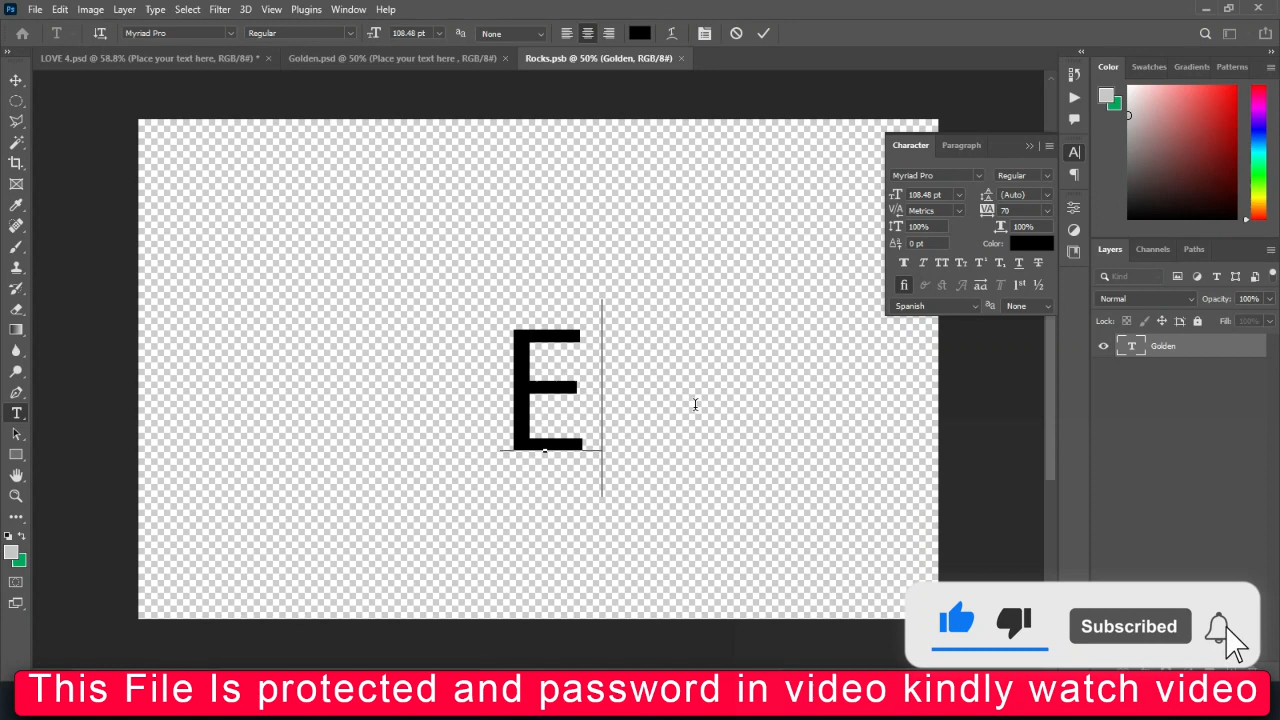 Ps File Edit Image Layer Type Select Filter 3D View Plugins Window Help
Myriad Pro Regular 108.48 pt None
LOVE 4.psd @ 58.8% (Place your text here, RGB/8#) * Golden.psd @ 50% (Place your text here , RGB/8#) Rocks.psb @ 50% (Golden, RGB/8#)
Color Swatches Gradients Patterns
Character Paragraph
Myriad Pro Regular
108.48 pt (Auto)
Metrics 70
100% 100%
0 pt Color:
Spanish None
Layers Channels Paths
Kind
Normal Opacity: 100%
Lock: Fill: 100%
T Golden
E
Subscribed
This File Is protected and password in video kindly watch video